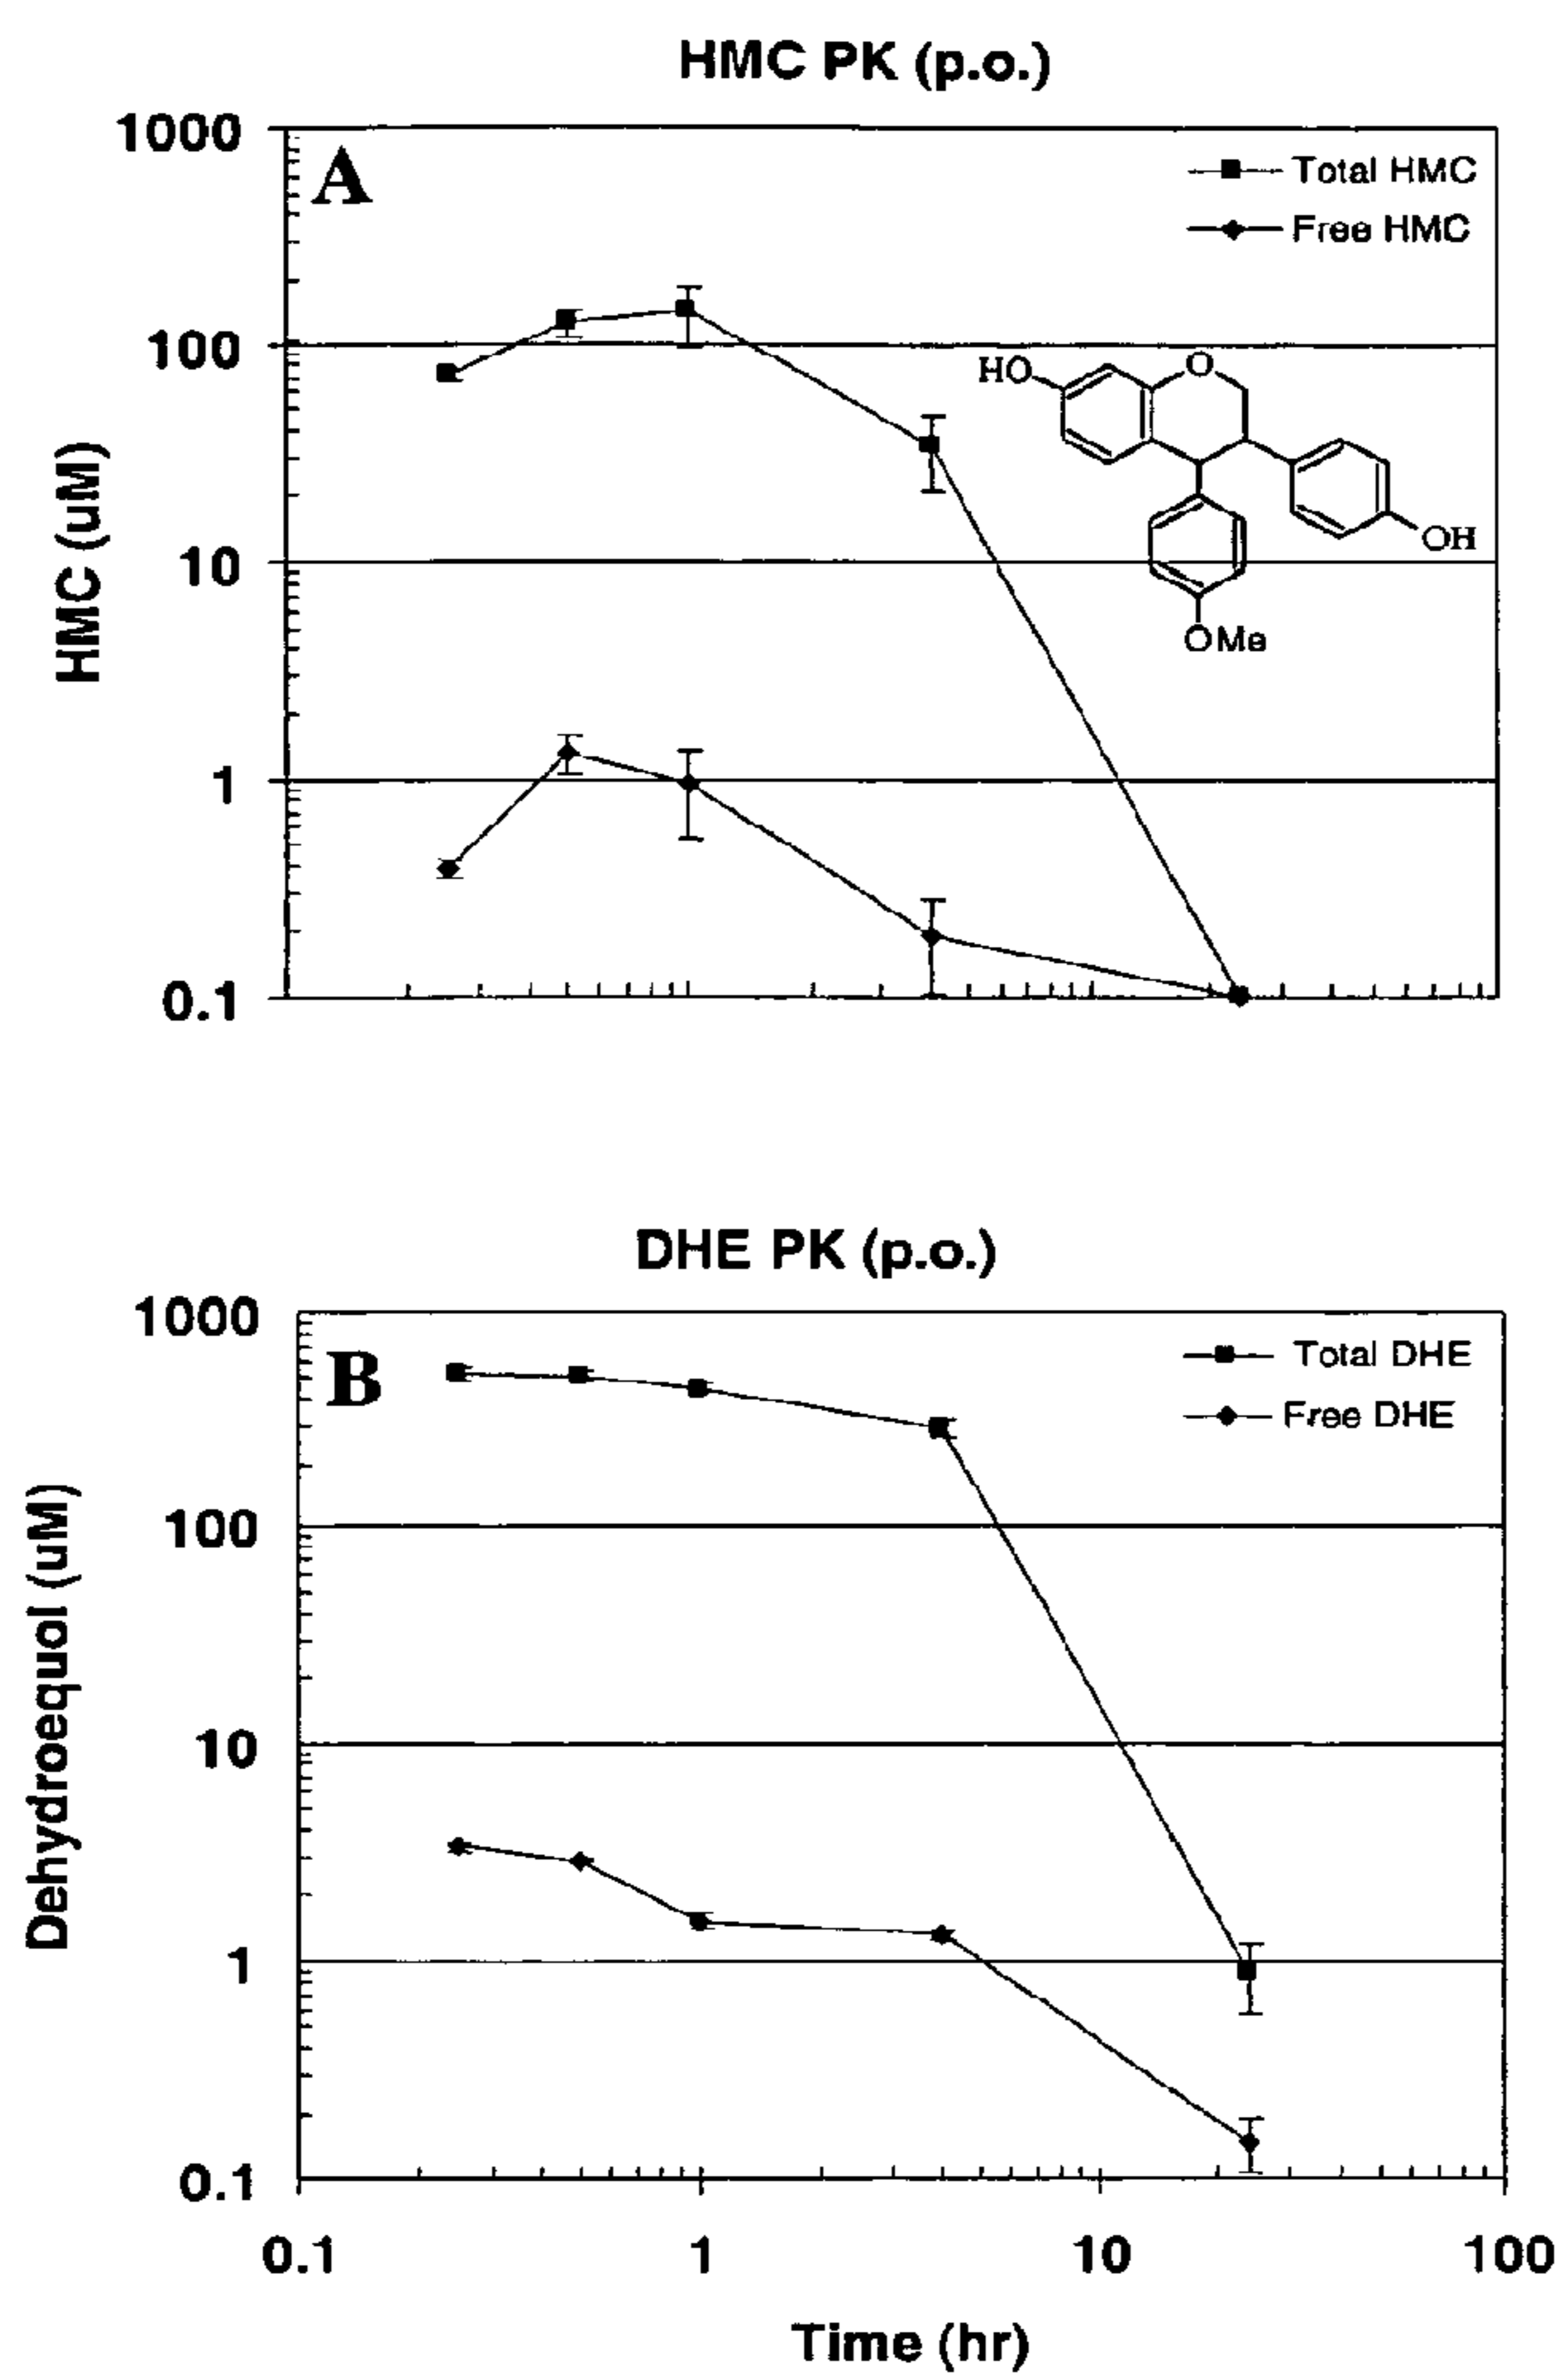 HMC PK (p.o.)
1000
A
Total HMC
Free HMC
100
HO
O
OH
OMe
10
1
0.1
HMC (uM)
DHE PK (p.o.)
1000
B
Total DHE
Free DHE
100
10
1
0.1
Dehydroequol (uM)
0.1 1 10 100
Time (hr)